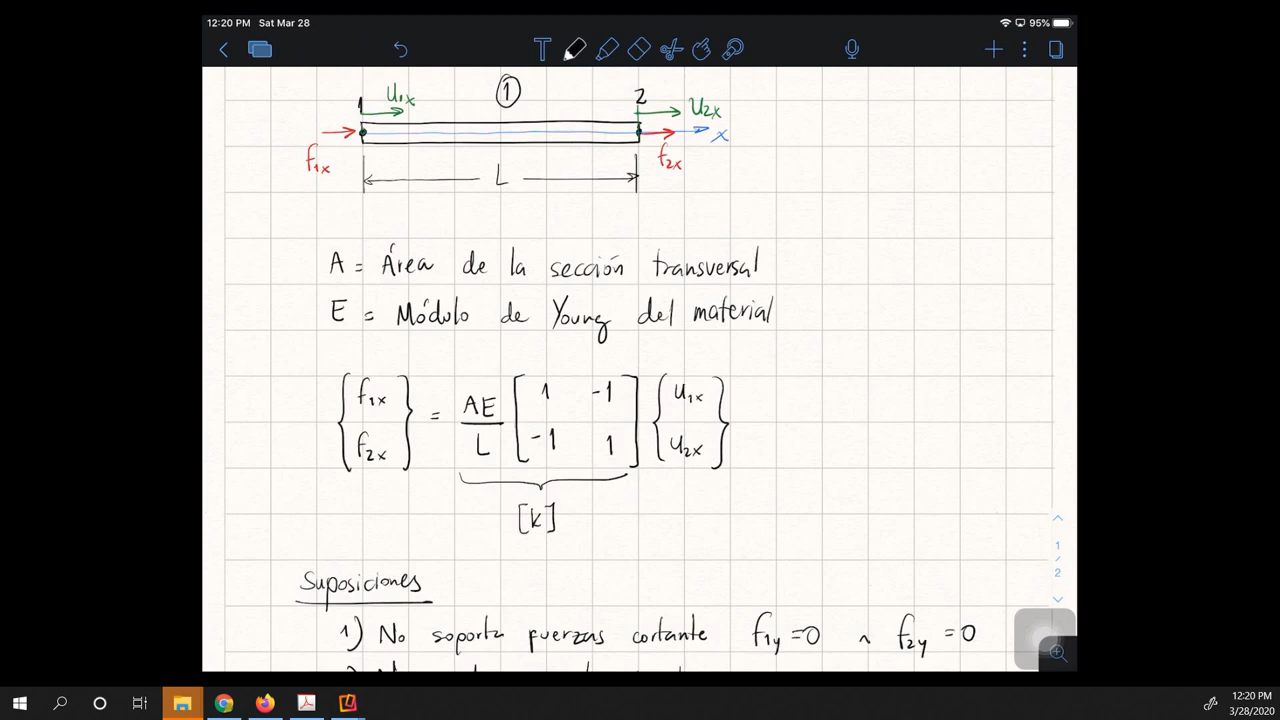 12:20 PM Sat Mar 28 95%
T
1 u1x ① 2 u2x
f1x f2x x
L
A = Área de la sección transversal
E = Módulo de Young del material
{ f1x } = AE [ 1 -1 ] { u1x }
{ f2x } L [ -1 1 ] { u2x }
[k]
1
/
2
Suposiciones
1) No soporta fuerzas cortante f1y =0 ∧ f2y =0
12:20 PM
3/28/2020